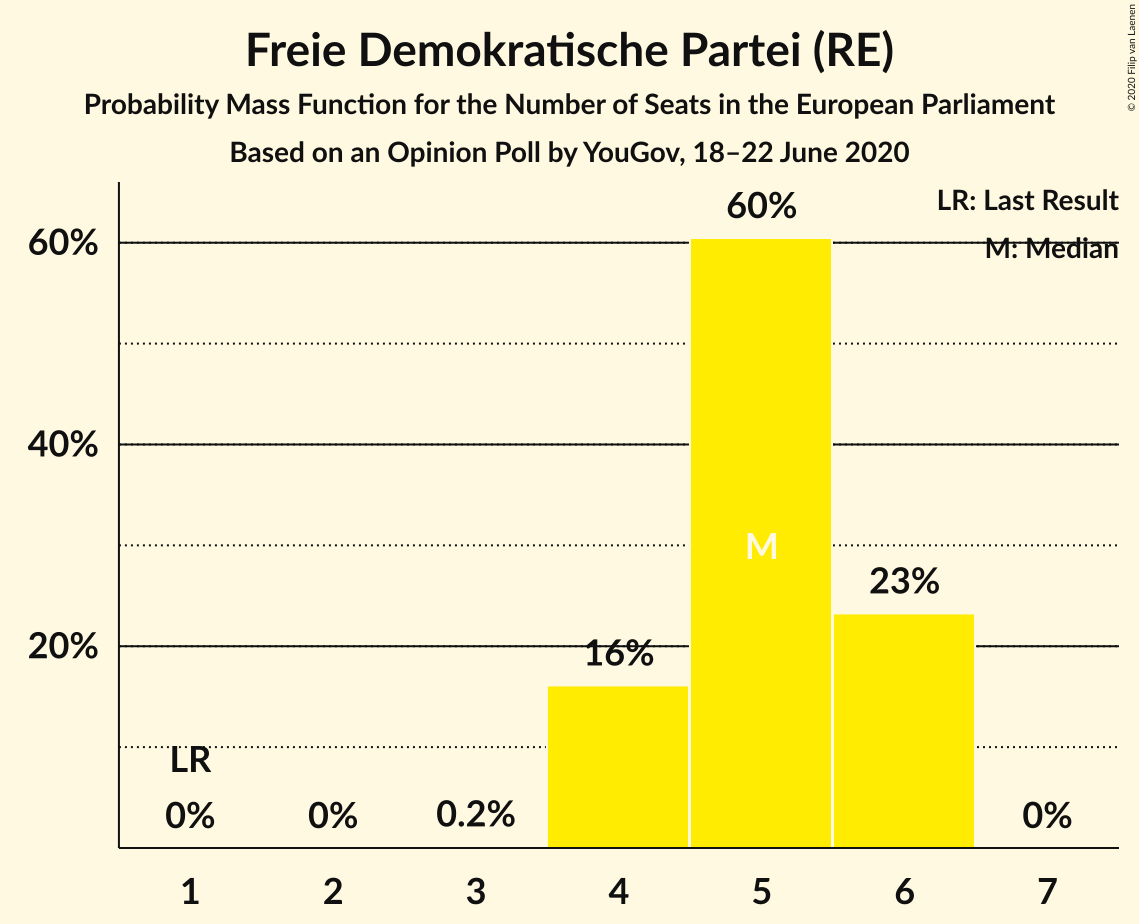 Freie Demokratische Partei (RE)
Probability Mass Function for the Number of Seats in the European Parliament
Based on an Opinion Poll by YouGov, 18–22 June 2020
© 2020 Filip van Laenen
LR: Last Result
M: Median
60%
40%
20%
LR
0%
0%
0.2%
16%
60%
M
23%
0%
1 2 3 4 5 6 7